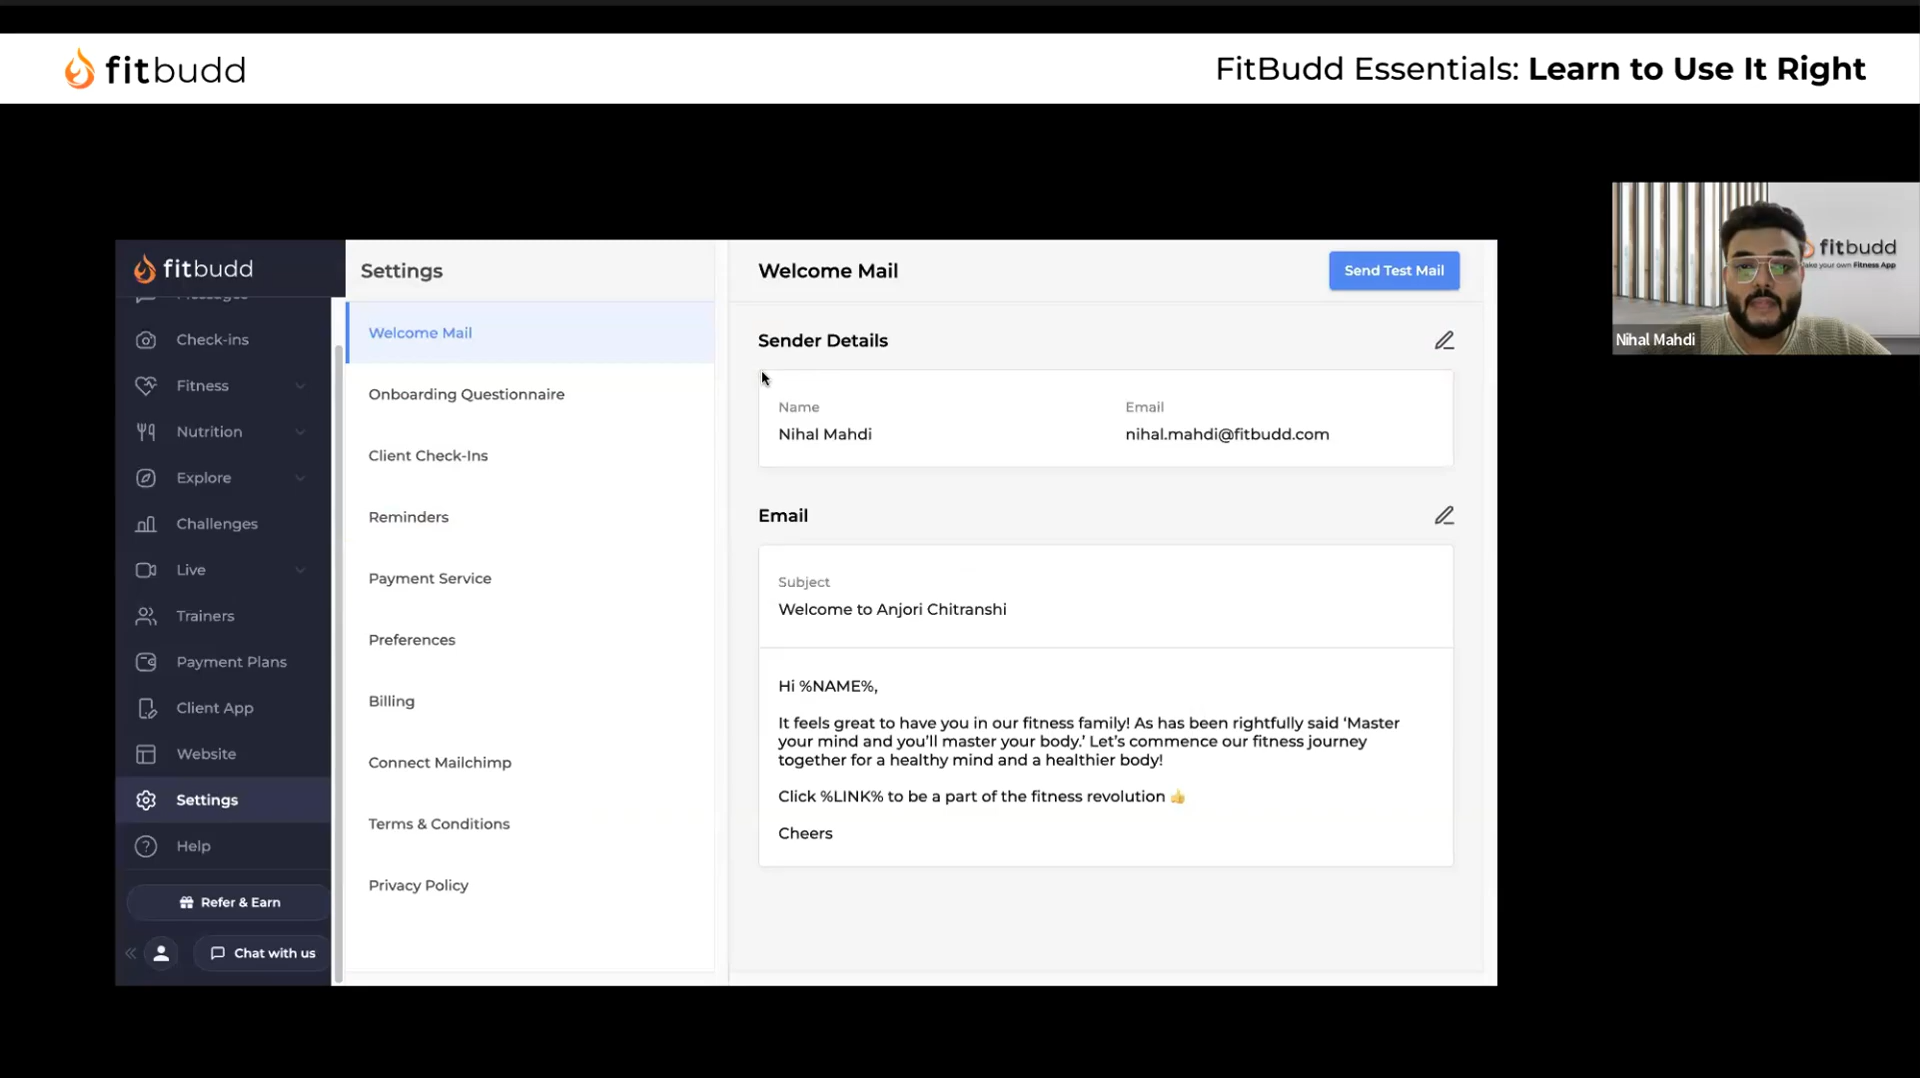 fitbudd
FitBudd Essentials: Learn to Use It Right
fitbudd
Messages
Check-ins
Fitness
Nutrition
Explore
Challenges
Live
Trainers
Payment Plans
Client App
Website
Settings
Help
Refer & Earn
Chat with us
Settings
Welcome Mail
Onboarding Questionnaire
Client Check-Ins
Reminders
Payment Service
Preferences
Billing
Connect Mailchimp
Terms & Conditions
Privacy Policy
Welcome Mail
Send Test Mail
Sender Details
Name
Nihal Mahdi
Email
nihal.mahdi@fitbudd.com
Email
Subject
Welcome to Anjori Chitranshi
Hi %NAME%,
It feels great to have you in our fitness family! As has been rightfully said ‘Master
your mind and you’ll master your body.’ Let’s commence our fitness journey
together for a healthy mind and a healthier body!
Click %LINK% to be a part of the fitness revolution 👍
Cheers
fitbudd
Make your own Fitness App
Nihal Mahdi